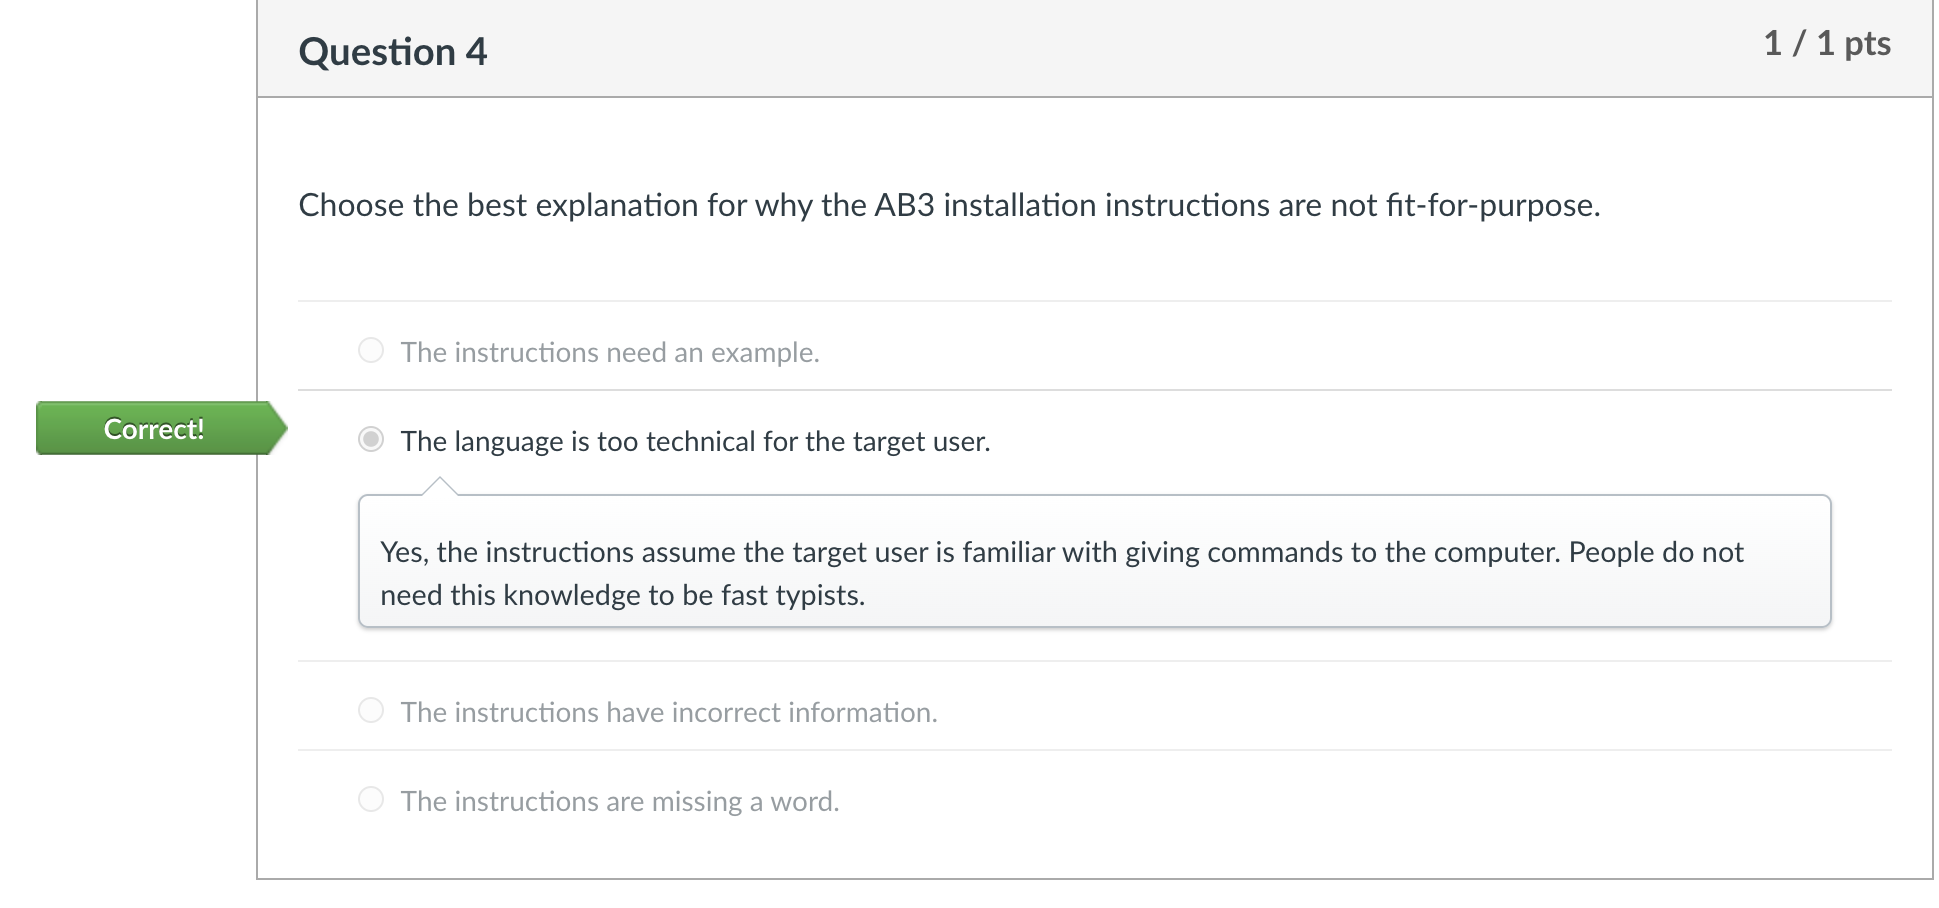 Question 4
1 / 1 pts
Choose the best explanation for why the AB3 installation instructions are not fit-for-purpose.
The instructions need an example.
Correct!
The language is too technical for the target user.
Yes, the instructions assume the target user is familiar with giving commands to the computer. People do not
need this knowledge to be fast typists.
The instructions have incorrect information.
The instructions are missing a word.